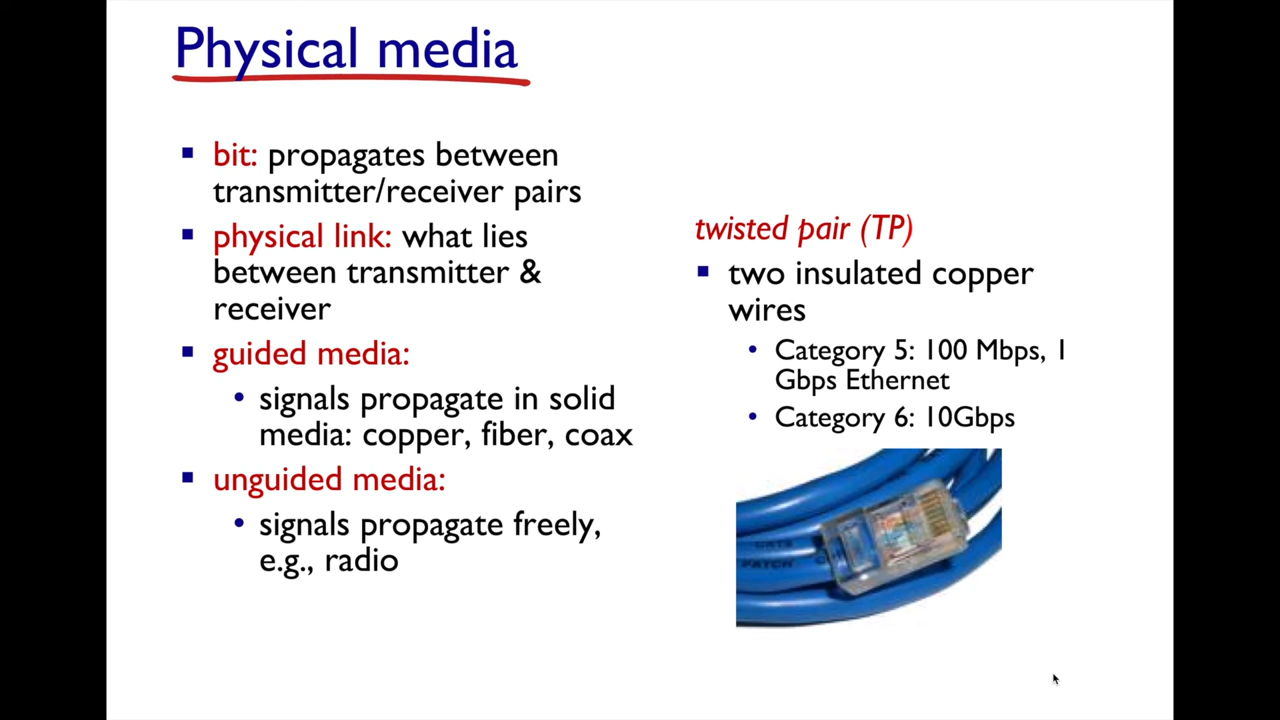 Physical media
bit: propagates between
transmitter/receiver pairs
physical link: what lies
between transmitter &
receiver
guided media:
signals propagate in solid
media: copper, fiber, coax
unguided media:
signals propagate freely,
e.g., radio
twisted pair (TP)
two insulated copper
wires
Category 5: 100 Mbps, 1
Gbps Ethernet
Category 6: 10Gbps
PATCH